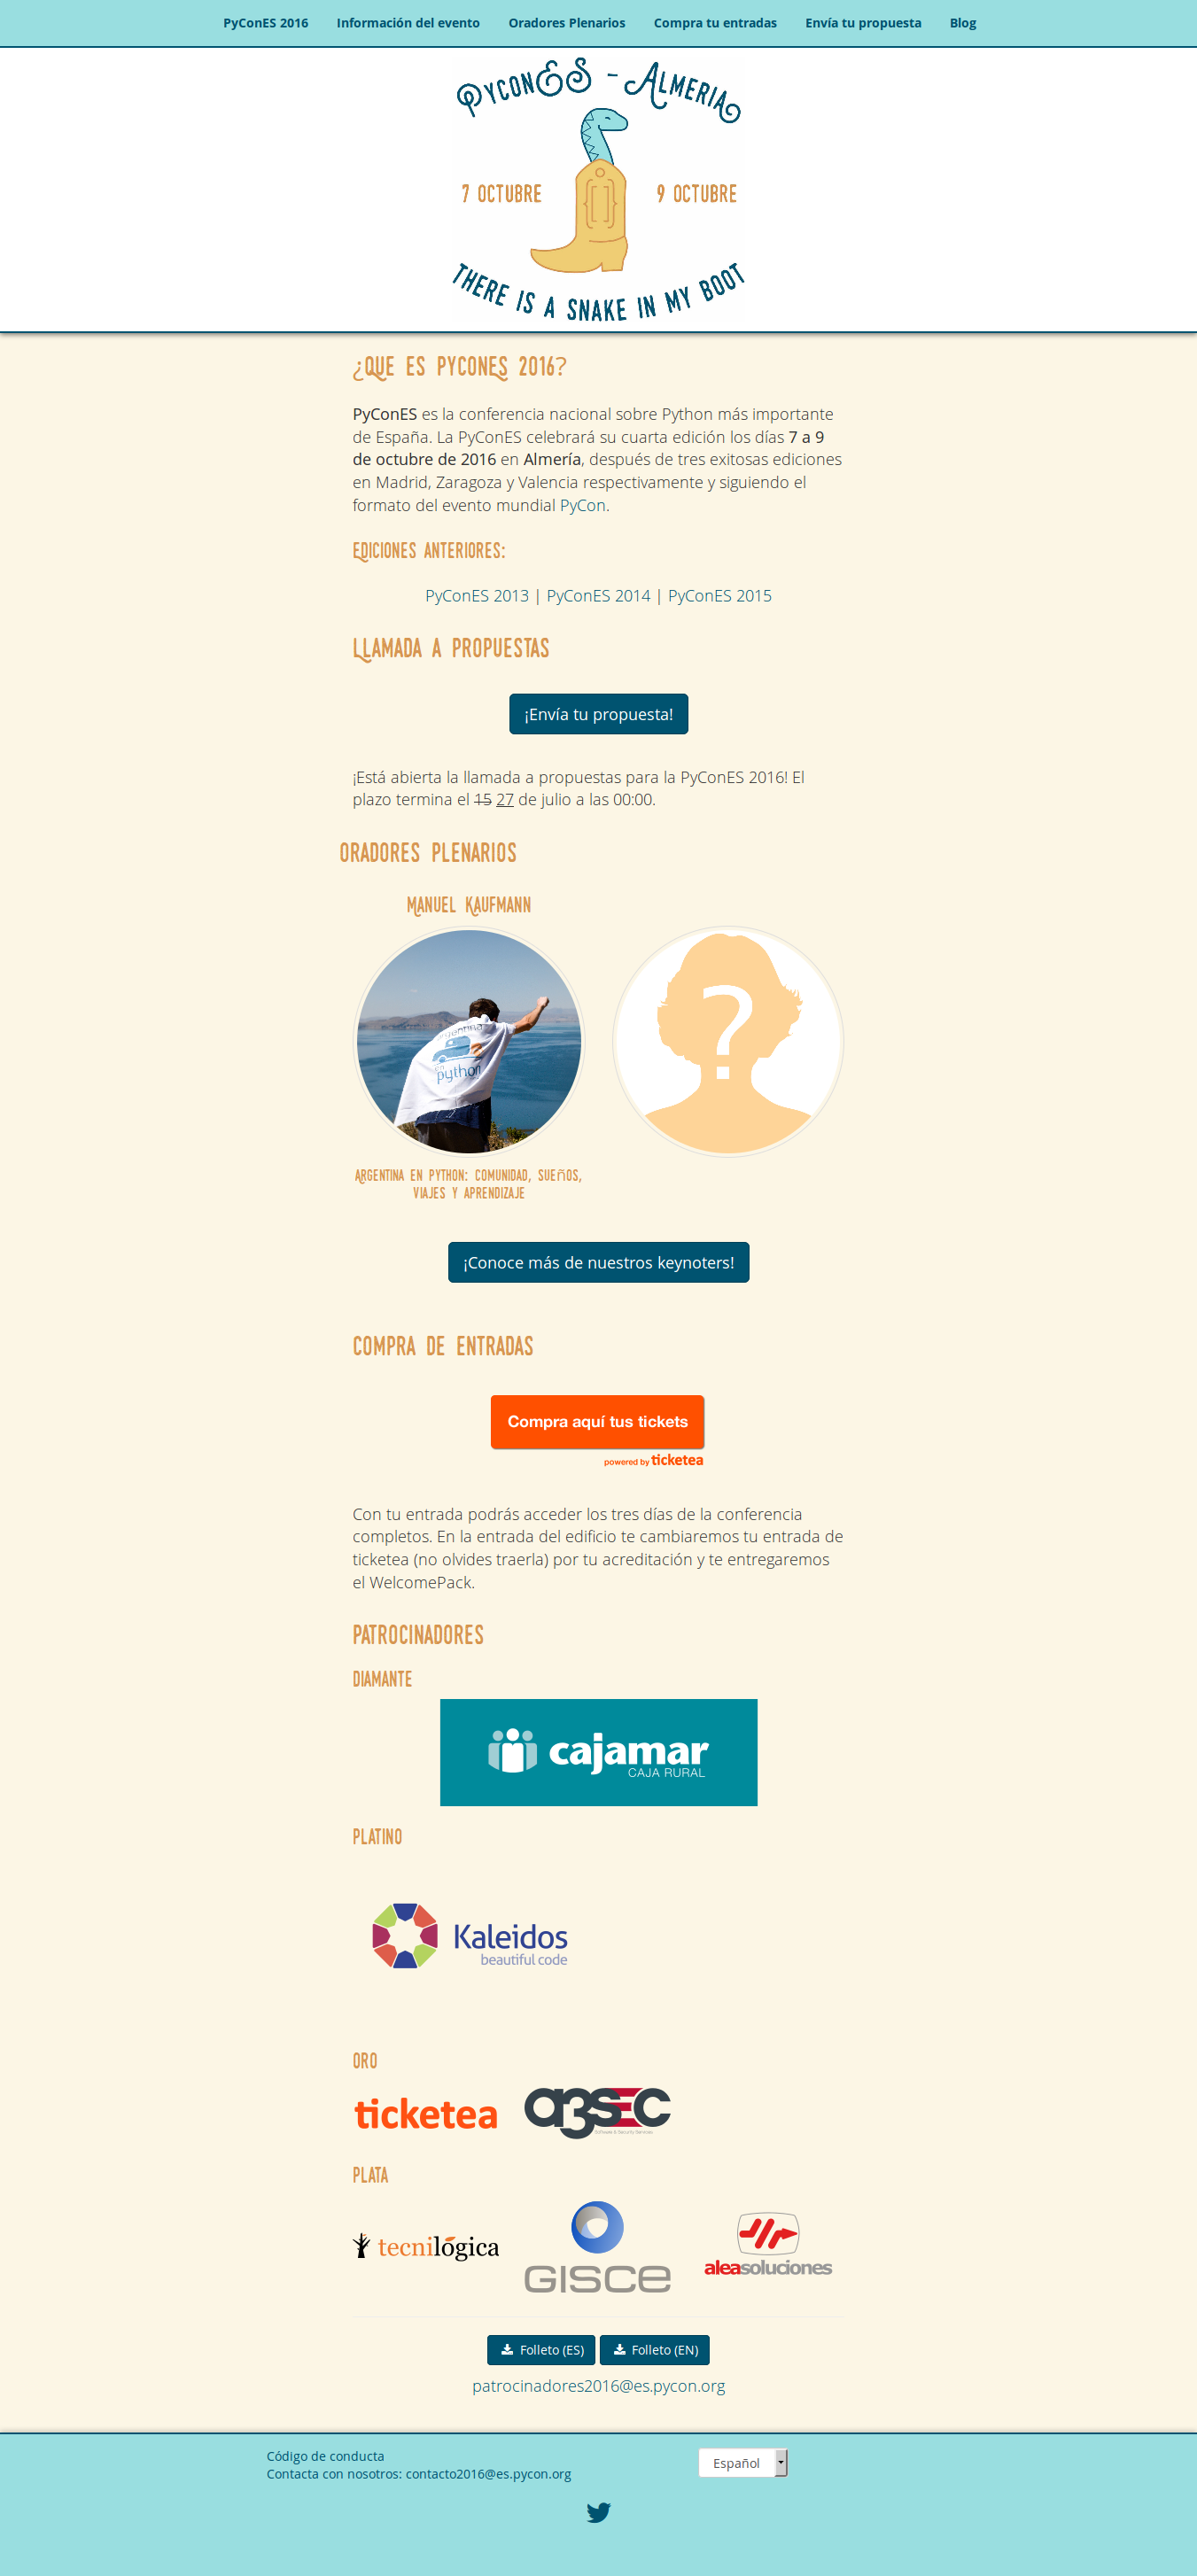 PyConES 2016 Información del evento Oradores Plenarios Compra tu entradas Envía tu propuesta Blog
PyconES - Almeria
7 OCTUBRE 9 OCTUBRE
THERE IS A SNAKE IN MY BOOT
¿QUE ES PYCONES 2016?
PyConES es la conferencia nacional sobre Python más importante
de España. La PyConES celebrará su cuarta edición los días 7 a 9
de octubre de 2016 en Almería, después de tres exitosas ediciones
en Madrid, Zaragoza y Valencia respectivamente y siguiendo el
formato del evento mundial PyCon.
EDICIONES ANTERIORES:
PyConES 2013 | PyConES 2014 | PyConES 2015
LLAMADA A PROPUESTAS
¡Envía tu propuesta!
¡Está abierta la llamada a propuestas para la PyConES 2016! El
plazo termina el 15 27 de julio a las 00:00.
ORADORES PLENARIOS
MANUEL KAUFMANN
argentina
en
python
?
ARGENTINA EN PYTHON: COMUNIDAD, SUEÑOS,
VIAJES Y APRENDIZAJE
¡Conoce más de nuestros keynoters!
COMPRA DE ENTRADAS
Compra aquí tus tickets
powered by ticketea
Con tu entrada podrás acceder los tres días de la conferencia
completos. En la entrada del edificio te cambiaremos tu entrada de
ticketea (no olvides traerla) por tu acreditación y te entregaremos
el WelcomePack.
PATROCINADORES
DIAMANTE
cajamar
CAJA RURAL
PLATINO
Kaleidos
beautiful code
ORO
ticketea a3SEC
Software & Security Services
PLATA
tecnilógica GISCE aleasoluciones
Folleto (ES) Folleto (EN)
patrocinadores2016@es.pycon.org
Código de conducta
Contacta con nosotros: contacto2016@es.pycon.org
Español